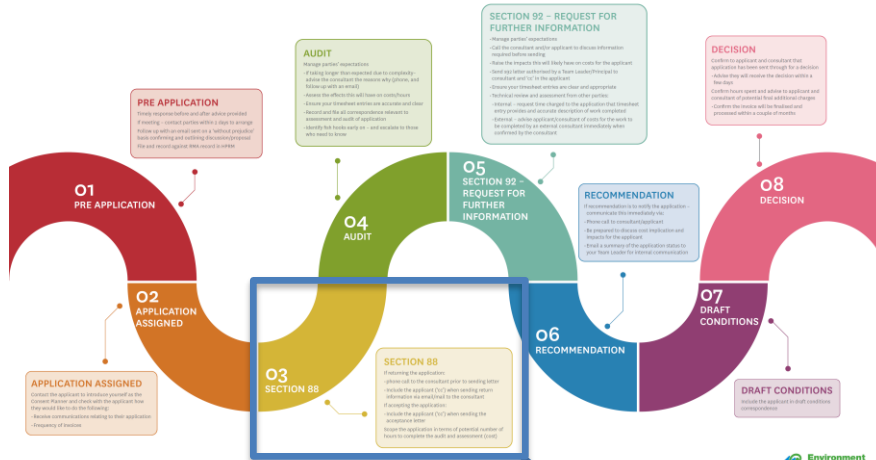 PRE APPLICATION
Timely response before and after advice provided
If meeting - contact parties within 2 days to arrange
Follow up with an email sent on a 'without prejudice'
basis confirming and outlining discussion/proposal
File and record against RMA record in
AUDIT
Manage parties' expectations
-If taking longer than expected due to complexity-
advise the consultant the reasons why (phone, and
follow up with an email)
-Assess the effects this will have on costs/hours
-Ensure your timesheet entries are accurate and clear
-Record and file all correspondence relevant to
assessment and audit of application
-Identify fish hooks early on - and escalate to those
who need to know
SECTION 92 – REQUEST FOR
FURTHER INFORMATION
-Manage parties' expectations
-Call the consultant and/or applicant to discuss information
required before sending
-Raise the impacts this will likely have on costs for the applicant
-Send s92 letter authorised by a Team Leader/Principal to
consultant and 'to' to the applicant
-Ensure your timesheet entries are clear and appropriate
-Technical review and assessment from other parties:
-Internal - request time charged to the application that timesheet
entry provides and accurate description of work completed
-External - advise applicant/consultant of costs for the work to
be completed by an external consultant immediately when
confirmed by the consultant
DECISION
Confirm to applicant and consultant that
application has been sent through for a decision
-Advise they will receive the decision within a
few days
Confirm hours spent and advise to applicant and
consultant of potential final additional charges
-Confirm the invoice will be finalised and
processed within a couple of months
01
PRE APPLICATION
04
AUDIT
05
SECTION 92 –
REQUEST FOR
FURTHER
INFORMATION
RECOMMENDATION
If recommendation is to notify the application -
communicate this immediately via:
-Phone call to consultant/applicant
-Be prepared to discuss cost implication and
impacts for the applicant
-Email a summary of the application status to
your Team Leader for internal communication
08
DECISION
02
APPLICATION
ASSIGNED
03
SECTION 88
06
RECOMMENDATION
07
DRAFT
CONDITIONS
APPLICATION ASSIGNED
Contact the applicant to introduce yourself as the
Consent Planner and check with the applicant how
they would like to do the following:
-Receive communications relating to their application
-Frequency of invoices
SECTION 88
If returning the application:
-phone call to the consultant prior to sending letter
-Include the applicant ('to') when sending return
information via email/mail to the consultant
If accepting the application:
-Include the applicant ('to') when sending the
acceptance letter
Scope the application in terms of potential number of
hours to complete the audit and assessment (cost)
DRAFT CONDITIONS
Include the applicant in draft conditions
correspondence
Environment